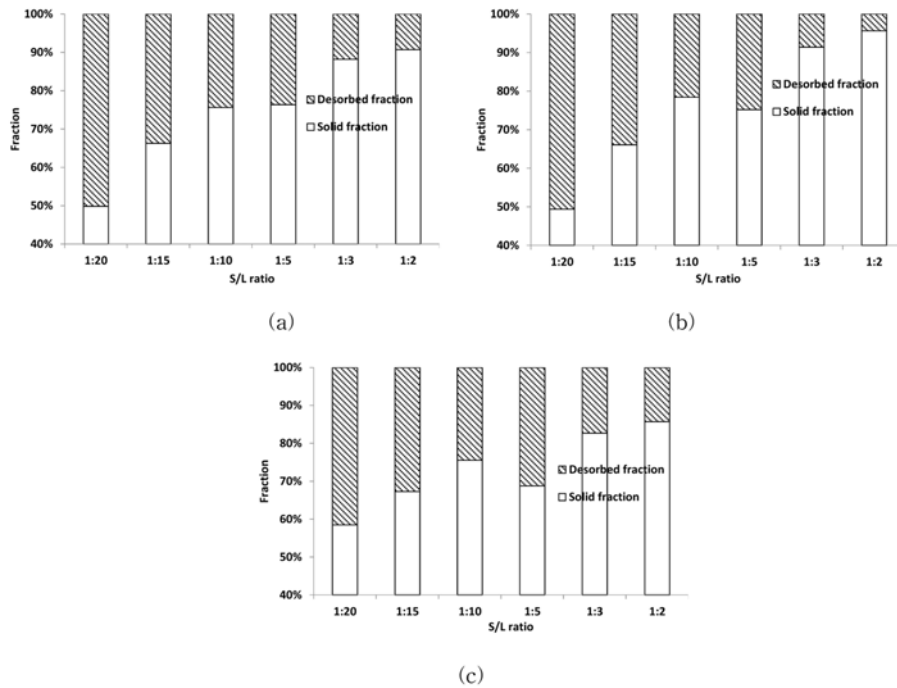 100%
90%
80%
70%
60%
50%
40%
Fraction
Desorbed fraction
Solid fraction
1:20 1:15 1:10 1:5 1:3 1:2
S/L ratio
(a)
100%
90%
80%
70%
60%
50%
40%
Fraction
Desorbed fraction
Solid fraction
1:20 1:15 1:10 1:5 1:3 1:2
S/L ratio
(b)
100%
90%
80%
70%
60%
50%
40%
Fraction
Desorbed fraction
Solid fraction
1:20 1:15 1:10 1:5 1:3 1:2
S/L ratio
(c)